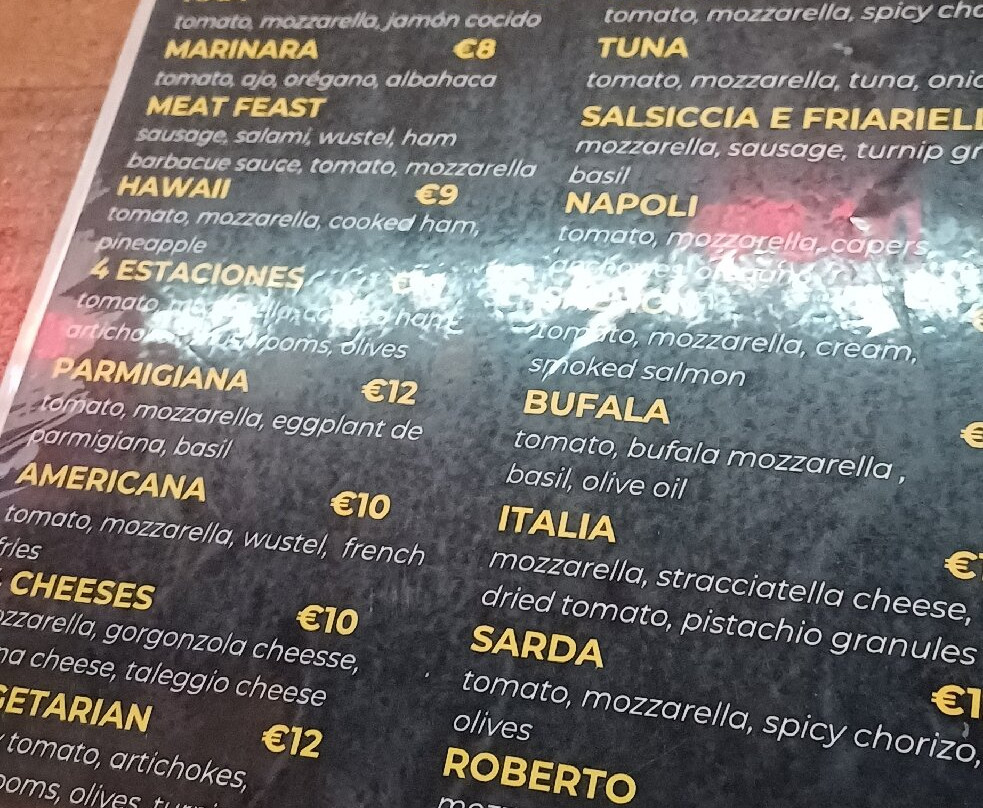 tomato, mozzarella, jamón cocido
MARINARA €8
tomato, ajo, orégano, albahaca
MEAT FEAST
sausage, salami, wustel, ham
barbacue sauce, tomato, mozzarella
HAWAII €9
tomato, mozzarella, cooked ham,
pineapple
4 ESTACIONES
tomato, ham,
olives
PARMIGIANA €12
tomato, mozzarella, eggplant de
parmigiana, basil
AMERICANA €10
tomato, mozzarella, wustel, french
fries
CHEESES €10
gorgonzola cheesse,
cheese, taleggio cheese
€12
tomato, artichokes,
olives,
tomato, mozzarella, spicy
TUNA
tomato, mozzarella, tuna,
SALSICCIA E
mozzarella, sausage, turnip
basil
NAPOLI
tomato, mozzarella, capers,
tomato, mozzarella, cream,
smoked salmon
BUFALA €
tomato, bufala mozzarella ,
basil, olive oil
ITALIA
mozzarella, stracciatella cheese,
dried tomato, pistachio granules
SARDA
tomato, mozzarella, spicy chorizo,
olives
ROBERTO